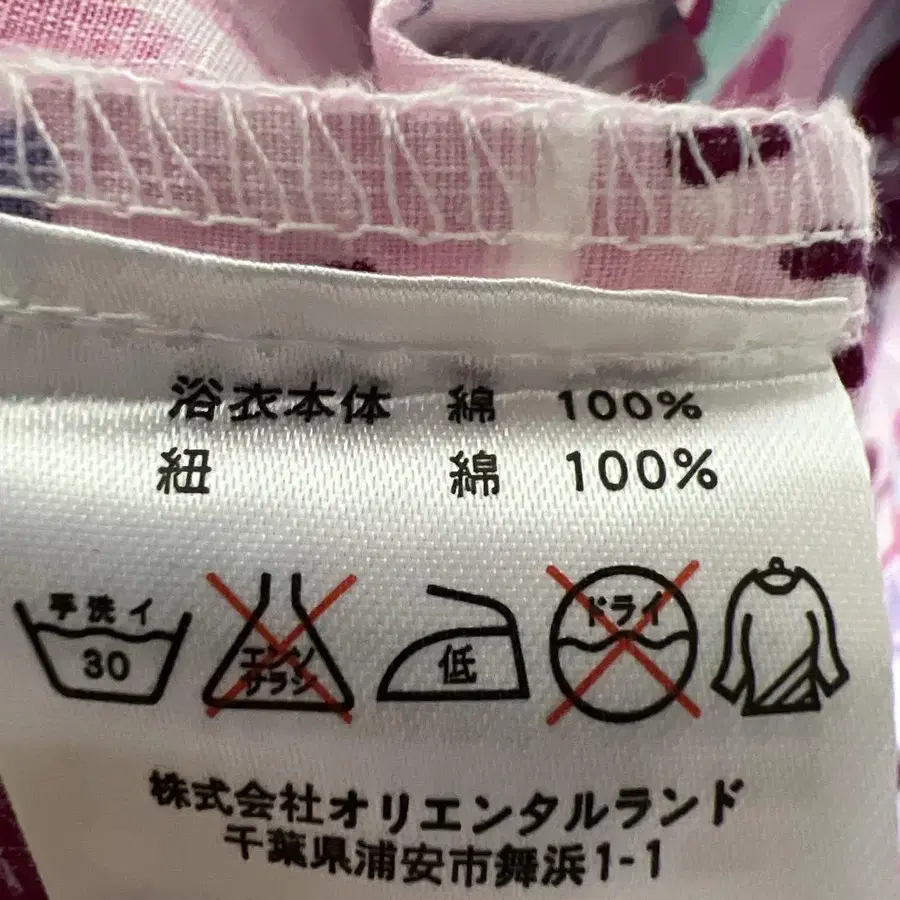 浴衣本体 綿 100%
紐 綿 100%
手洗イ
30
エンソ
サラシ
低
ドライ
株式会社オリエンタルランド
千葉県浦安市舞浜1-1